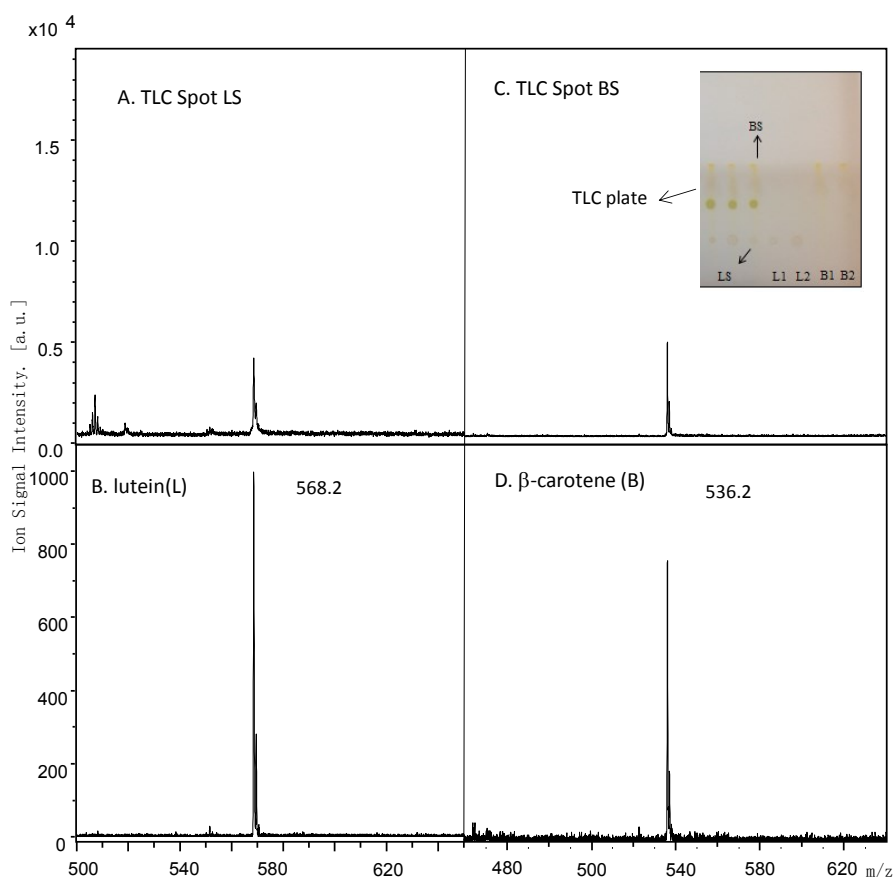 x10 4
A. TLC Spot LS
C. TLC Spot BS
BS
TLC plate
LS L1 L2 B1 B2
1.5
1.0
0.5
0.0
Ion Signal Intensity. [a.u.]
B. lutein(L)
568.2
D. β-carotene (B)
536.2
1000
800
600
400
200
0
500 540 580 620 480 500 540 580 620 m/z